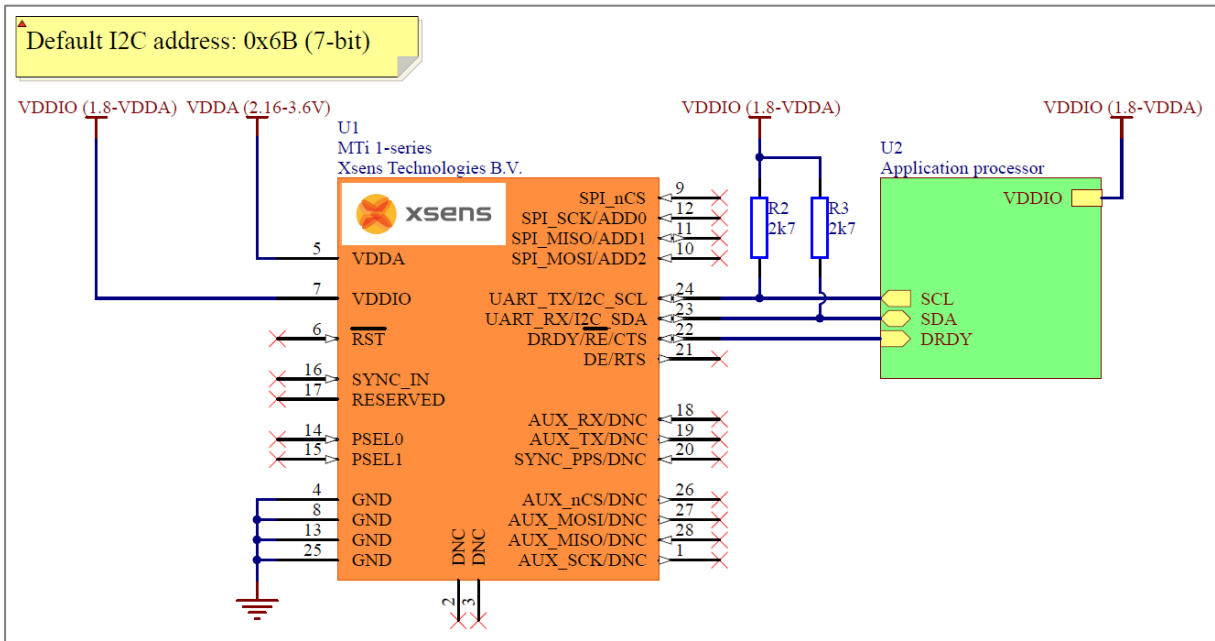 Default I2C address: 0x6B (7-bit)
VDDIO (1.8-VDDA)
VDDA (2.16-3.6V)
VDDIO (1.8-VDDA)
VDDIO (1.8-VDDA)
U1
MTi 1-series
Xsens Technologies B.V.
xsens
5
VDDA
7
VDDIO
6
RST
16
SYNC_IN
17
RESERVED
14
PSEL0
15
PSEL1
4
GND
8
GND
13
GND
25
GND
SPI_nCS
9
SPI_SCK/ADD0
12
SPI_MISO/ADD1
11
SPI_MOSI/ADD2
10
UART_TX/I2C_SCL
24
UART_RX/I2C_SDA
23
DRDY/RE/CTS
22
DE/RTS
21
AUX_RX/DNC
18
AUX_TX/DNC
19
SYNC_PPS/DNC
20
AUX_nCS/DNC
26
AUX_MOSI/DNC
27
AUX_MISO/DNC
28
AUX_SCK/DNC
1
DNC
DNC
2
3
R2
2k7
R3
2k7
U2
Application processor
VDDIO
SCL
SDA
DRDY